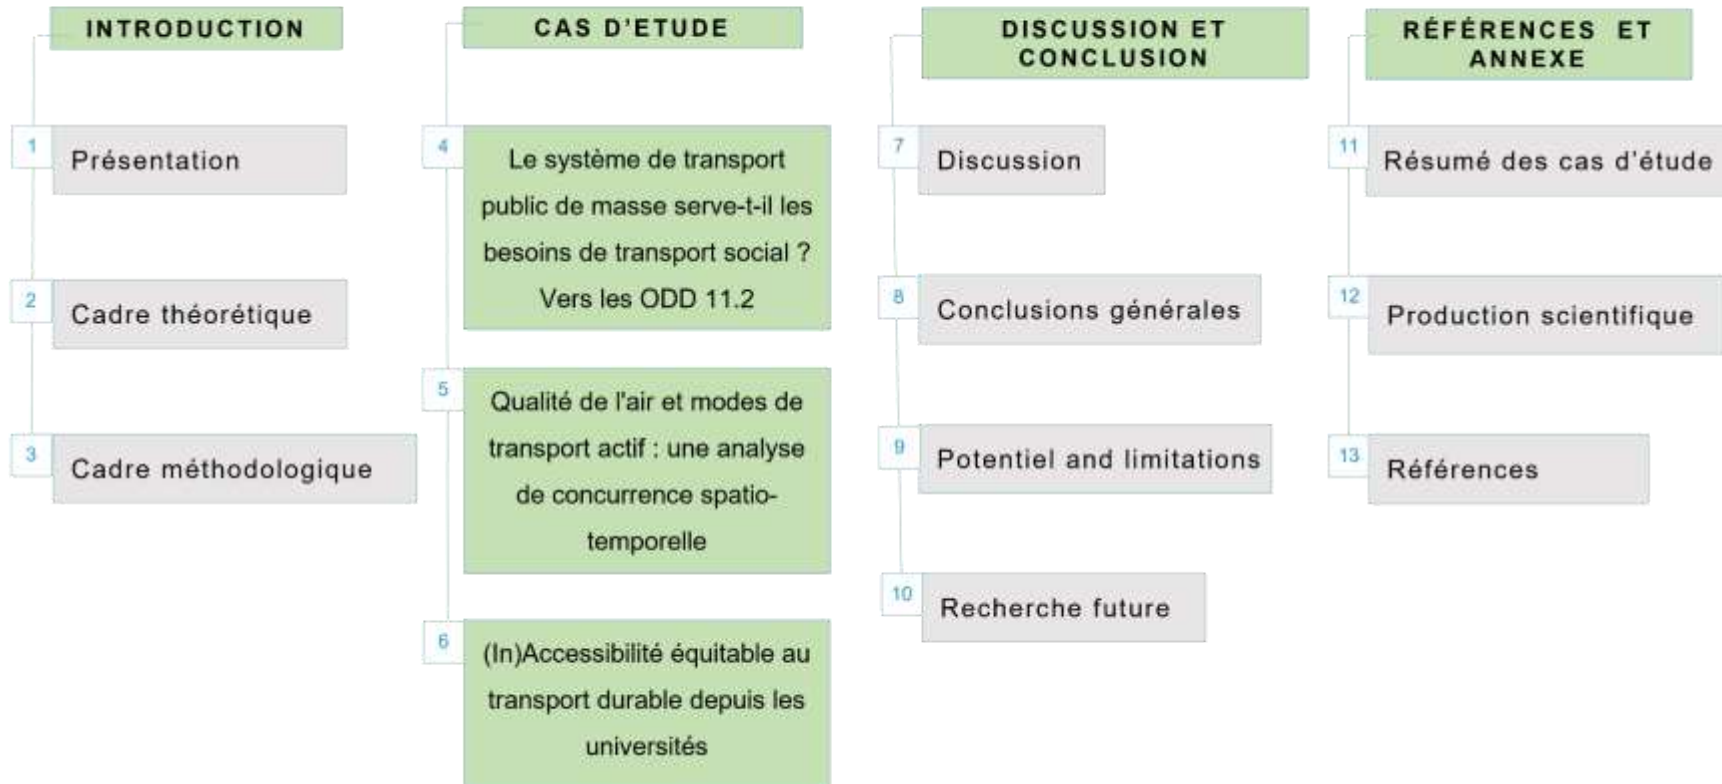 INTRODUCTION
1
Présentation
2
Cadre théorétique
3
Cadre méthodologique
CAS D'ETUDE
4
Le système de transport
public de masse serve-t-il les
besoins de transport social ?
Vers les ODD 11.2
5
Qualité de l'air et modes de
transport actif : une analyse
de concurrence spatio-
temporelle
6
(In)Accessibilité équitable au
transport durable depuis les
universités
DISCUSSION ET
CONCLUSION
7
Discussion
8
Conclusions générales
9
Potentiel and limitations
10
Recherche future
RÉFÉRENCES ET
ANNEXE
11
Résumé des cas d'étude
12
Production scientifique
13
Références